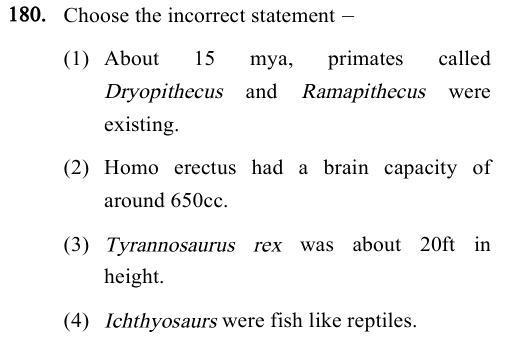 180. Choose the incorrect statement –
(1) About 15 mya, primates called
Dryopithecus and Ramapithecus were
existing.
(2) Homo erectus had a brain capacity of
around 650cc.
(3) Tyrannosaurus rex was about 20ft in
height.
(4) Ichthyosaurs were fish like reptiles.